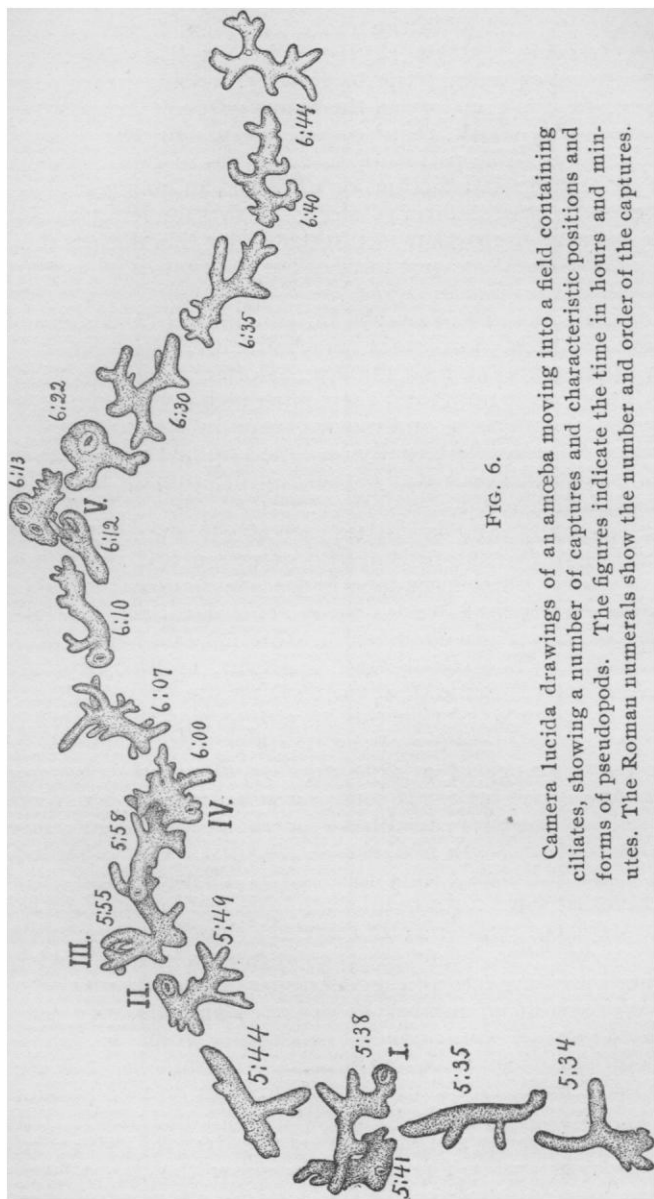 5:34
5:35
5:38
I.
5:41
5:44
5:49
II.
III.
5:55
5:58
6:00
IV.
6:07
6:10
6:12
V.
6:13
6:22
6:30
6:35
6:40
6:44
FIG. 6.
Camera lucida drawings of an amœba moving into a field containing
ciliates, showing a number of captures and characteristic positions and
forms of pseudopods. The figures indicate the time in hours and min-
utes. The Roman numerals show the number and order of the captures.